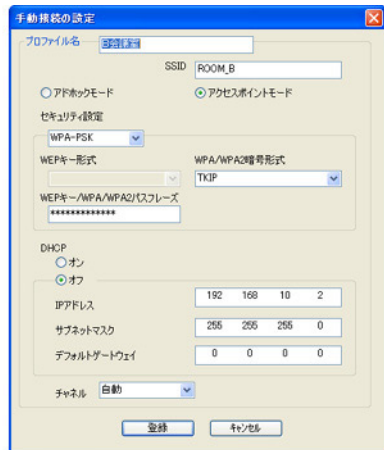 手動接続の設定
プロファイル名 B会議室
SSID ROOM_B
アドホックモード アクセスポイントモード
セキュリティ設定
WPA-PSK
WEPキー形式 WPA/WPA2暗号形式
TKIP
WEPキー/WPA/WPA2パスフレーズ
*************
DHCP
オン
オフ
IPアドレス 192 168 10 2
サブネットマスク 255 255 255 0
デフォルトゲートウェイ 0 0 0 0
チャネル 自動
登録 キャンセル